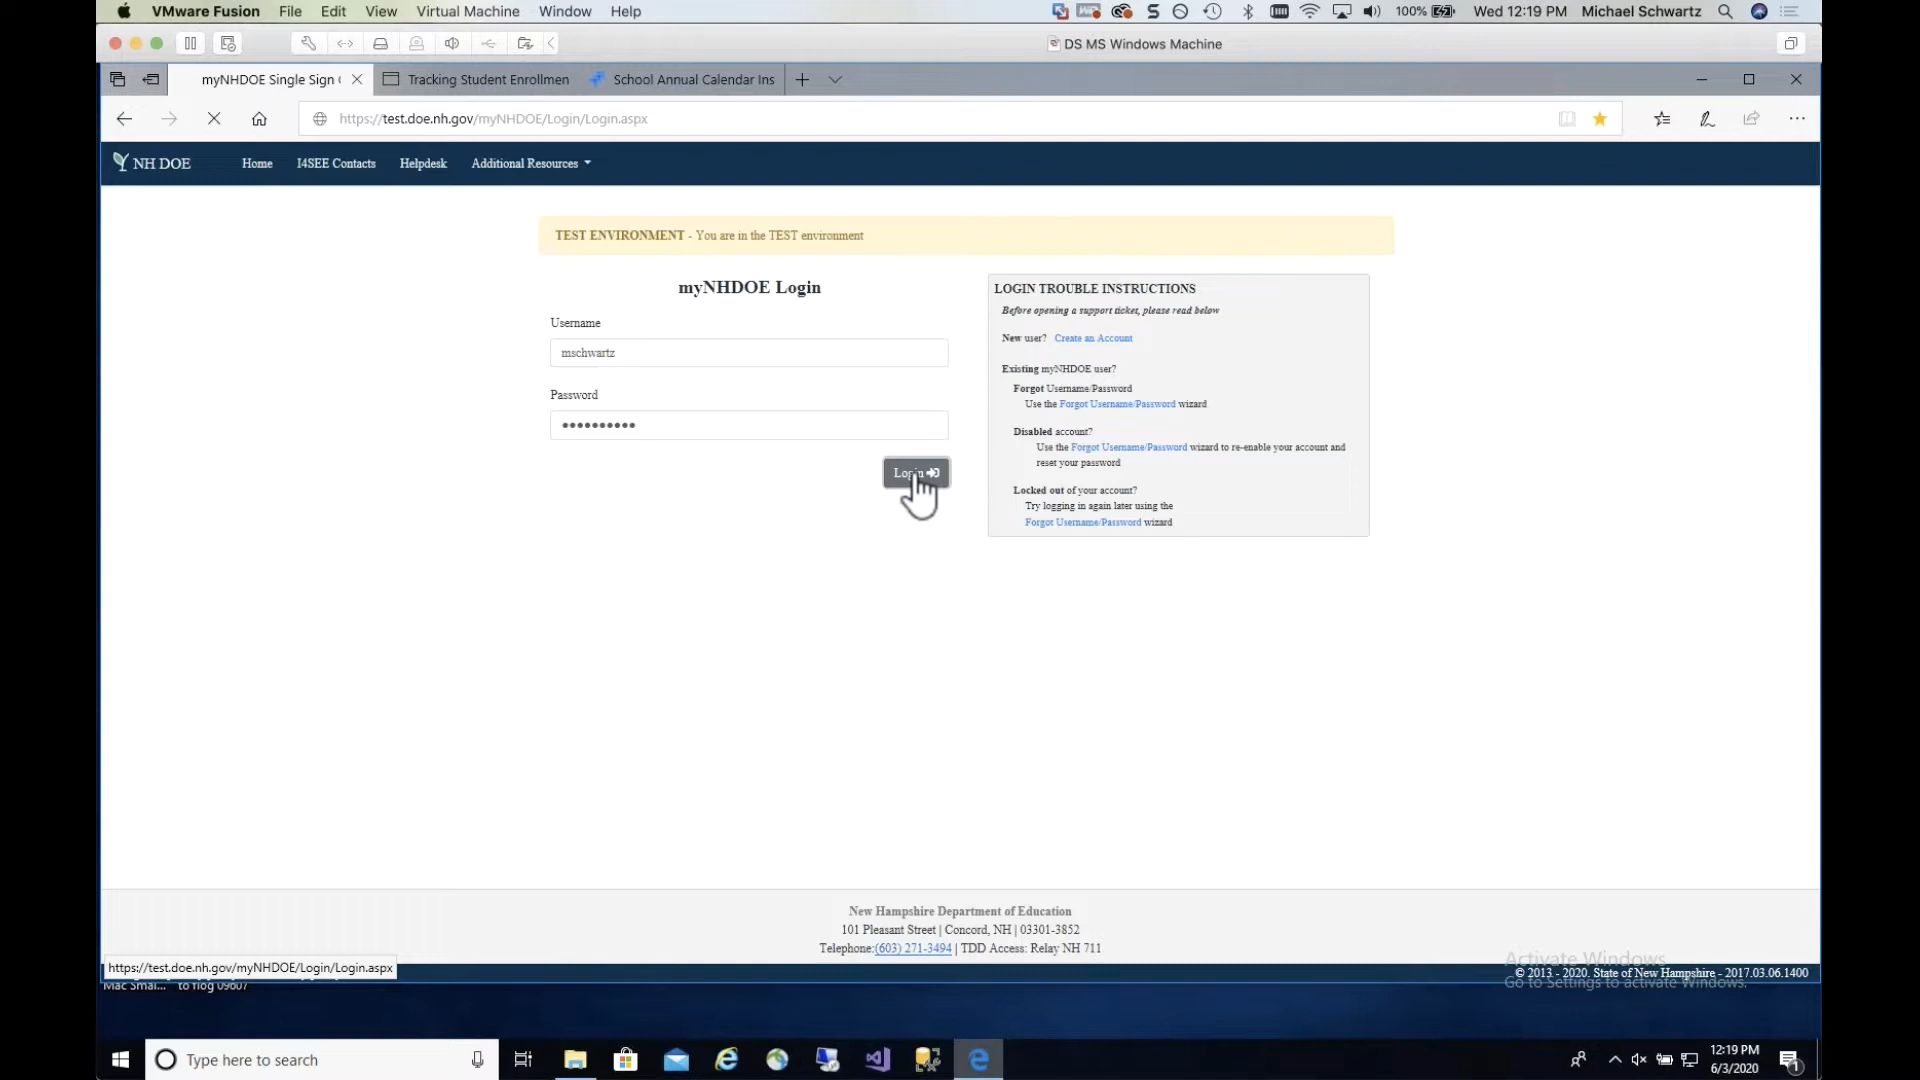 VMware Fusion File Edit View Virtual Machine Window Help 100% Wed 12:19 PM Michael Schwartz
DS MS Windows Machine
myNHDOE Single Sign Tracking Student Enrollmen School Annual Calendar Ins
https://test.doe.nh.gov/myNHDOE/Login/Login.aspx
NH DOE Home I4SEE Contacts Helpdesk Additional Resources
TEST ENVIRONMENT - You are in the TEST environment
myNHDOE Login
Username
mschwartz
Password
••••••••••
Login
LOGIN TROUBLE INSTRUCTIONS
Before opening a support ticket, please read below
New user? Create an Account
Existing myNHDOE user?
Forgot Username/Password
Use the Forgot Username/Password wizard
Disabled account?
Use the Forgot Username/Password wizard to re-enable your account and
reset your password
Locked out of your account?
Try logging in again later using the
Forgot Username/Password wizard
New Hampshire Department of Education
101 Pleasant Street | Concord, NH | 03301-3852
Telephone:(603) 271-3494 | TDD Access: Relay NH 711
https://test.doe.nh.gov/myNHDOE/Login/Login.aspx
Activate Windows
© 2013 - 2020. State of New Hampshire - 2017.03.06.1400
Go to Settings to activate Windows.
Mac Smal... to flog 09607
Type here to search
12:19 PM
6/3/2020
1